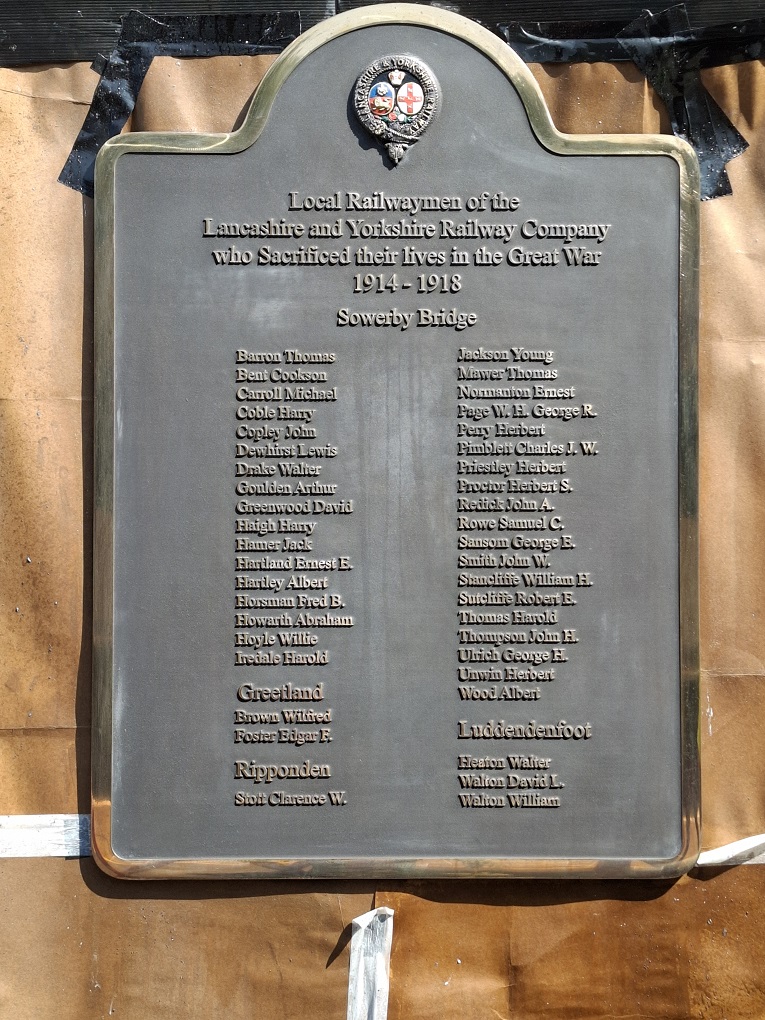 LANCASHIRE & YORKSHIRE RAILWAY
Local Railwaymen of the
Lancashire and Yorkshire Railway Company
who Sacrificed their lives in the Great War
1914 - 1918
Sowerby Bridge
Barron Thomas
Bent Cookson
Carroll Michael
Coble Harry
Copley John
Dewhirst Lewis
Drake Walter
Goulden Arthur
Greenwood David
Haigh Harry
Hamer Jack
Hartland Ernest E.
Hartley Albert
Horsman Fred B.
Howarth Abraham
Hoyle Willie
Iredale Harold
Greetland
Brown Wilfred
Foster Edgar F.
Ripponden
Stott Clarence W.
Jackson Young
Mawer Thomas
Normanton Ernest
Page W. H. George R.
Perry Herbert
Pimblett Charles J. W.
Priestley Herbert
Proctor Herbert S.
Redick John A.
Rowe Samuel C.
Sansom George E.
Smith John W.
Stancliffe William H.
Sutcliffe Robert E.
Thomas Harold
Thompson John H.
Ulrich George H.
Unwin Herbert
Wood Albert
Luddendenfoot
Heaton Walter
Walton David L.
Walton William